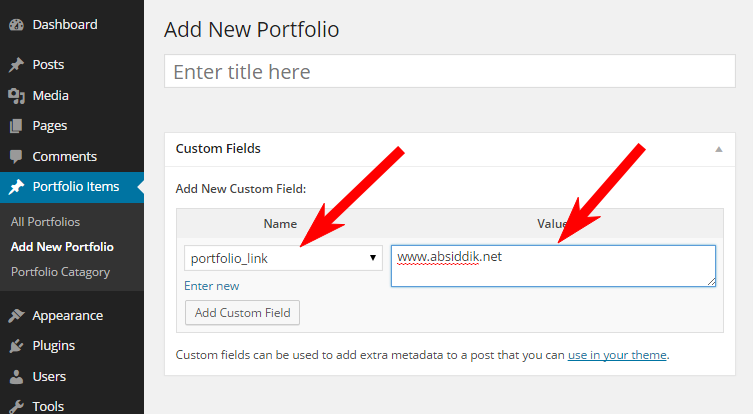 Dashboard
Posts
Media
Pages
Comments
Portfolio Items
All Portfolios
Add New Portfolio
Portfolio Catagory
Appearance
Plugins
Users
Tools
Add New Portfolio
Enter title here
Custom Fields
Add New Custom Field:
Name Value
portfolio_link www.absiddik.net
Enter new
Add Custom Field
Custom fields can be used to add extra metadata to a post that you can use in your theme.